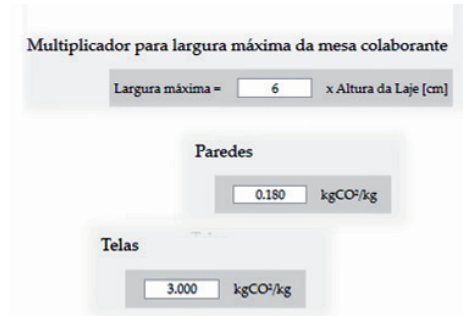 Multiplicador para largura máxima da mesa colaborante
Largura máxima = 6 x Altura da Laje [cm]
Paredes
0.180 kgCO²/kg
Telas
3.000 kgCO²/kg